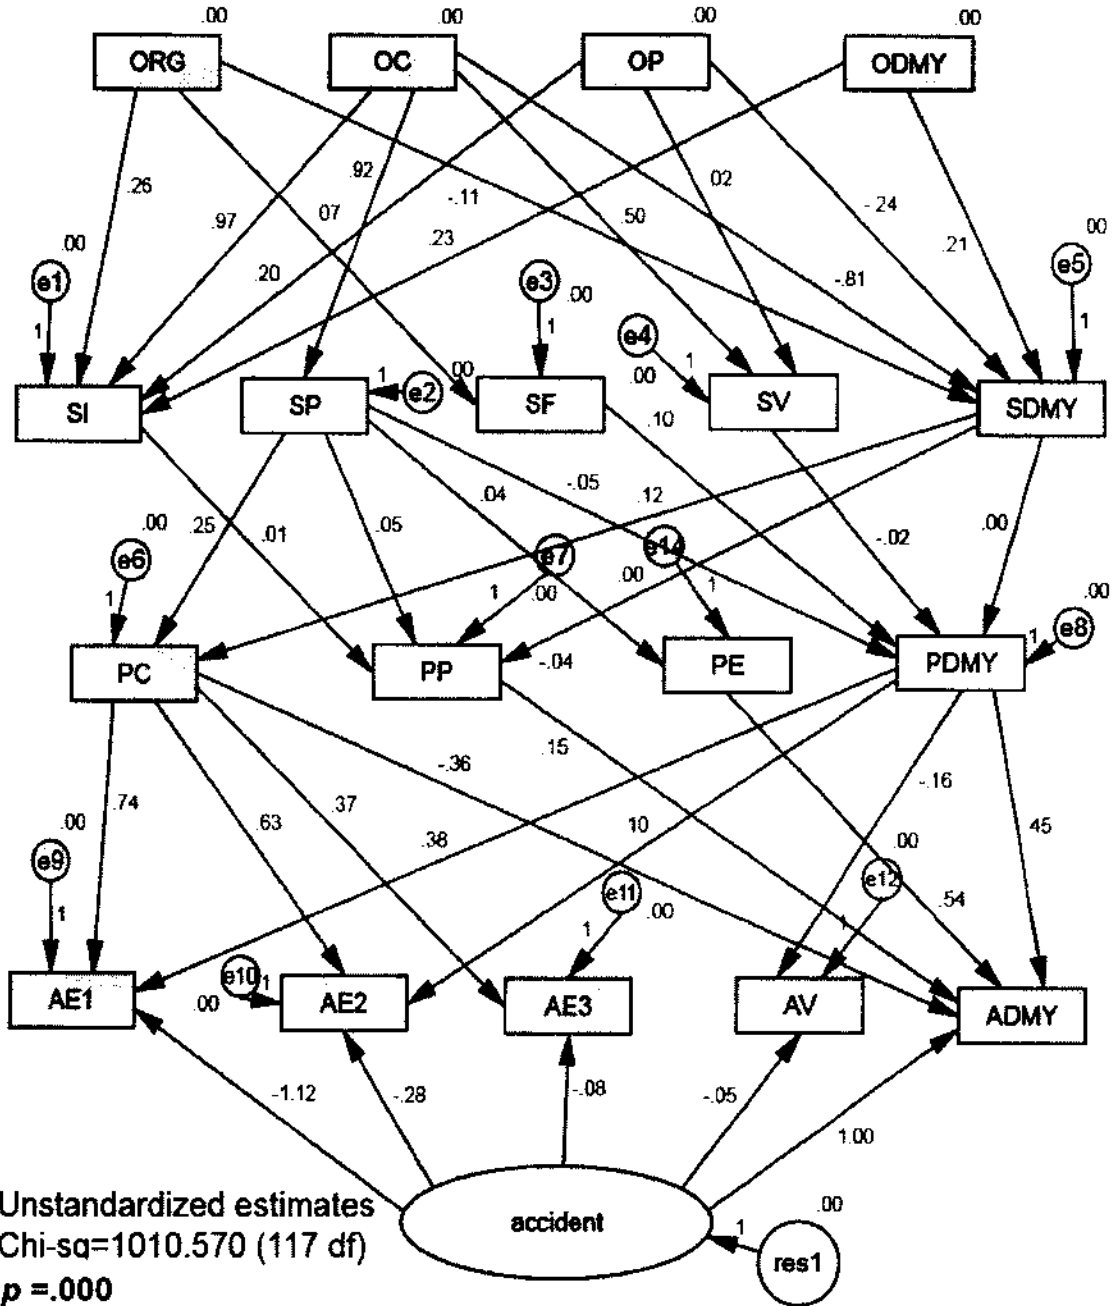 .00 .00 .00 .00
ORG OC OP ODMY
.26 .97 .07 .92 -.11 .50 .02 -.24
.20 .23 -.81 .21
.00 .00 .00
e1 e3 e4 e5
1 1 1 1
.00 1 e2 .00
SI SP SF SV SDMY
.10
.04 -.05 .12
.00 .25 .01 .05 -.02 .00
e6 e7 e14
1 1 .00 .00 1 .00
1 e8
PC PP PE PDMY
-.04
-.36 .15 -.16
.74 .63 .37 .38 .10 .45
.00 .00
e9 e11 e12 .54
1 1 .00 1
e10 1
.00
AE1 AE2 AE3 AV ADMY
-1.12 -.28 -.08 -.05
1.00
Unstandardized estimates
Chi-sq=1010.570 (117 df)
p =.000
accident
.00
1
res1